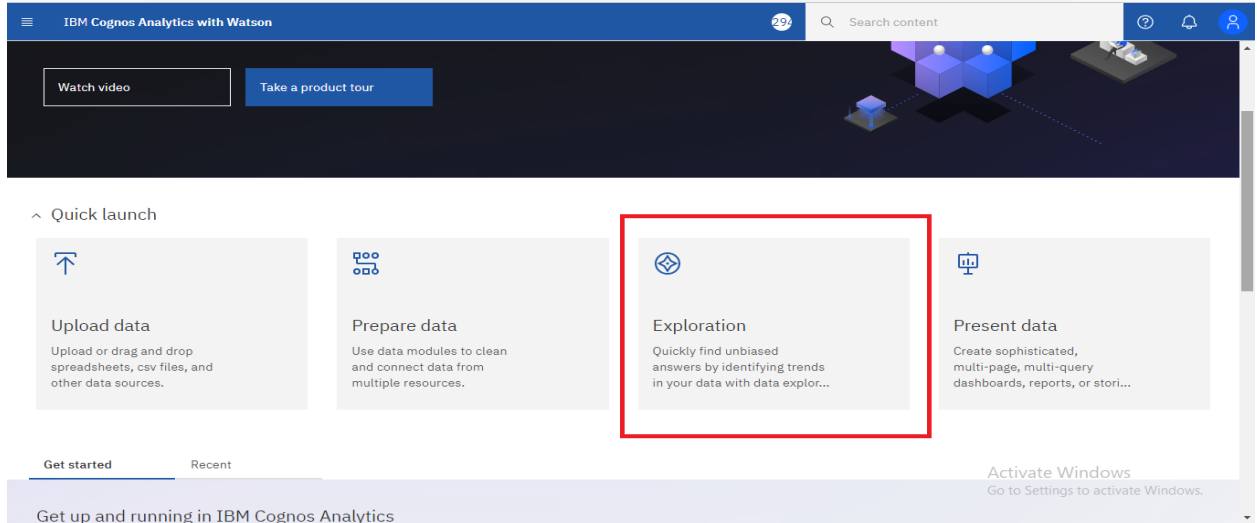 IBM Cognos Analytics with Watson
294
Search content
Watch video
Take a product tour
Quick launch
Upload data
Upload or drag and drop
spreadsheets, csv files, and
other data sources.
Prepare data
Use data modules to clean
and connect data from
multiple resources.
Exploration
Quickly find unbiased
answers by identifying trends
in your data with data explor...
Present data
Create sophisticated,
multi-page, multi-query
dashboards, reports, or stori...
Get started
Recent
Activate Windows
Go to Settings to activate Windows.
Get up and running in IBM Cognos Analytics